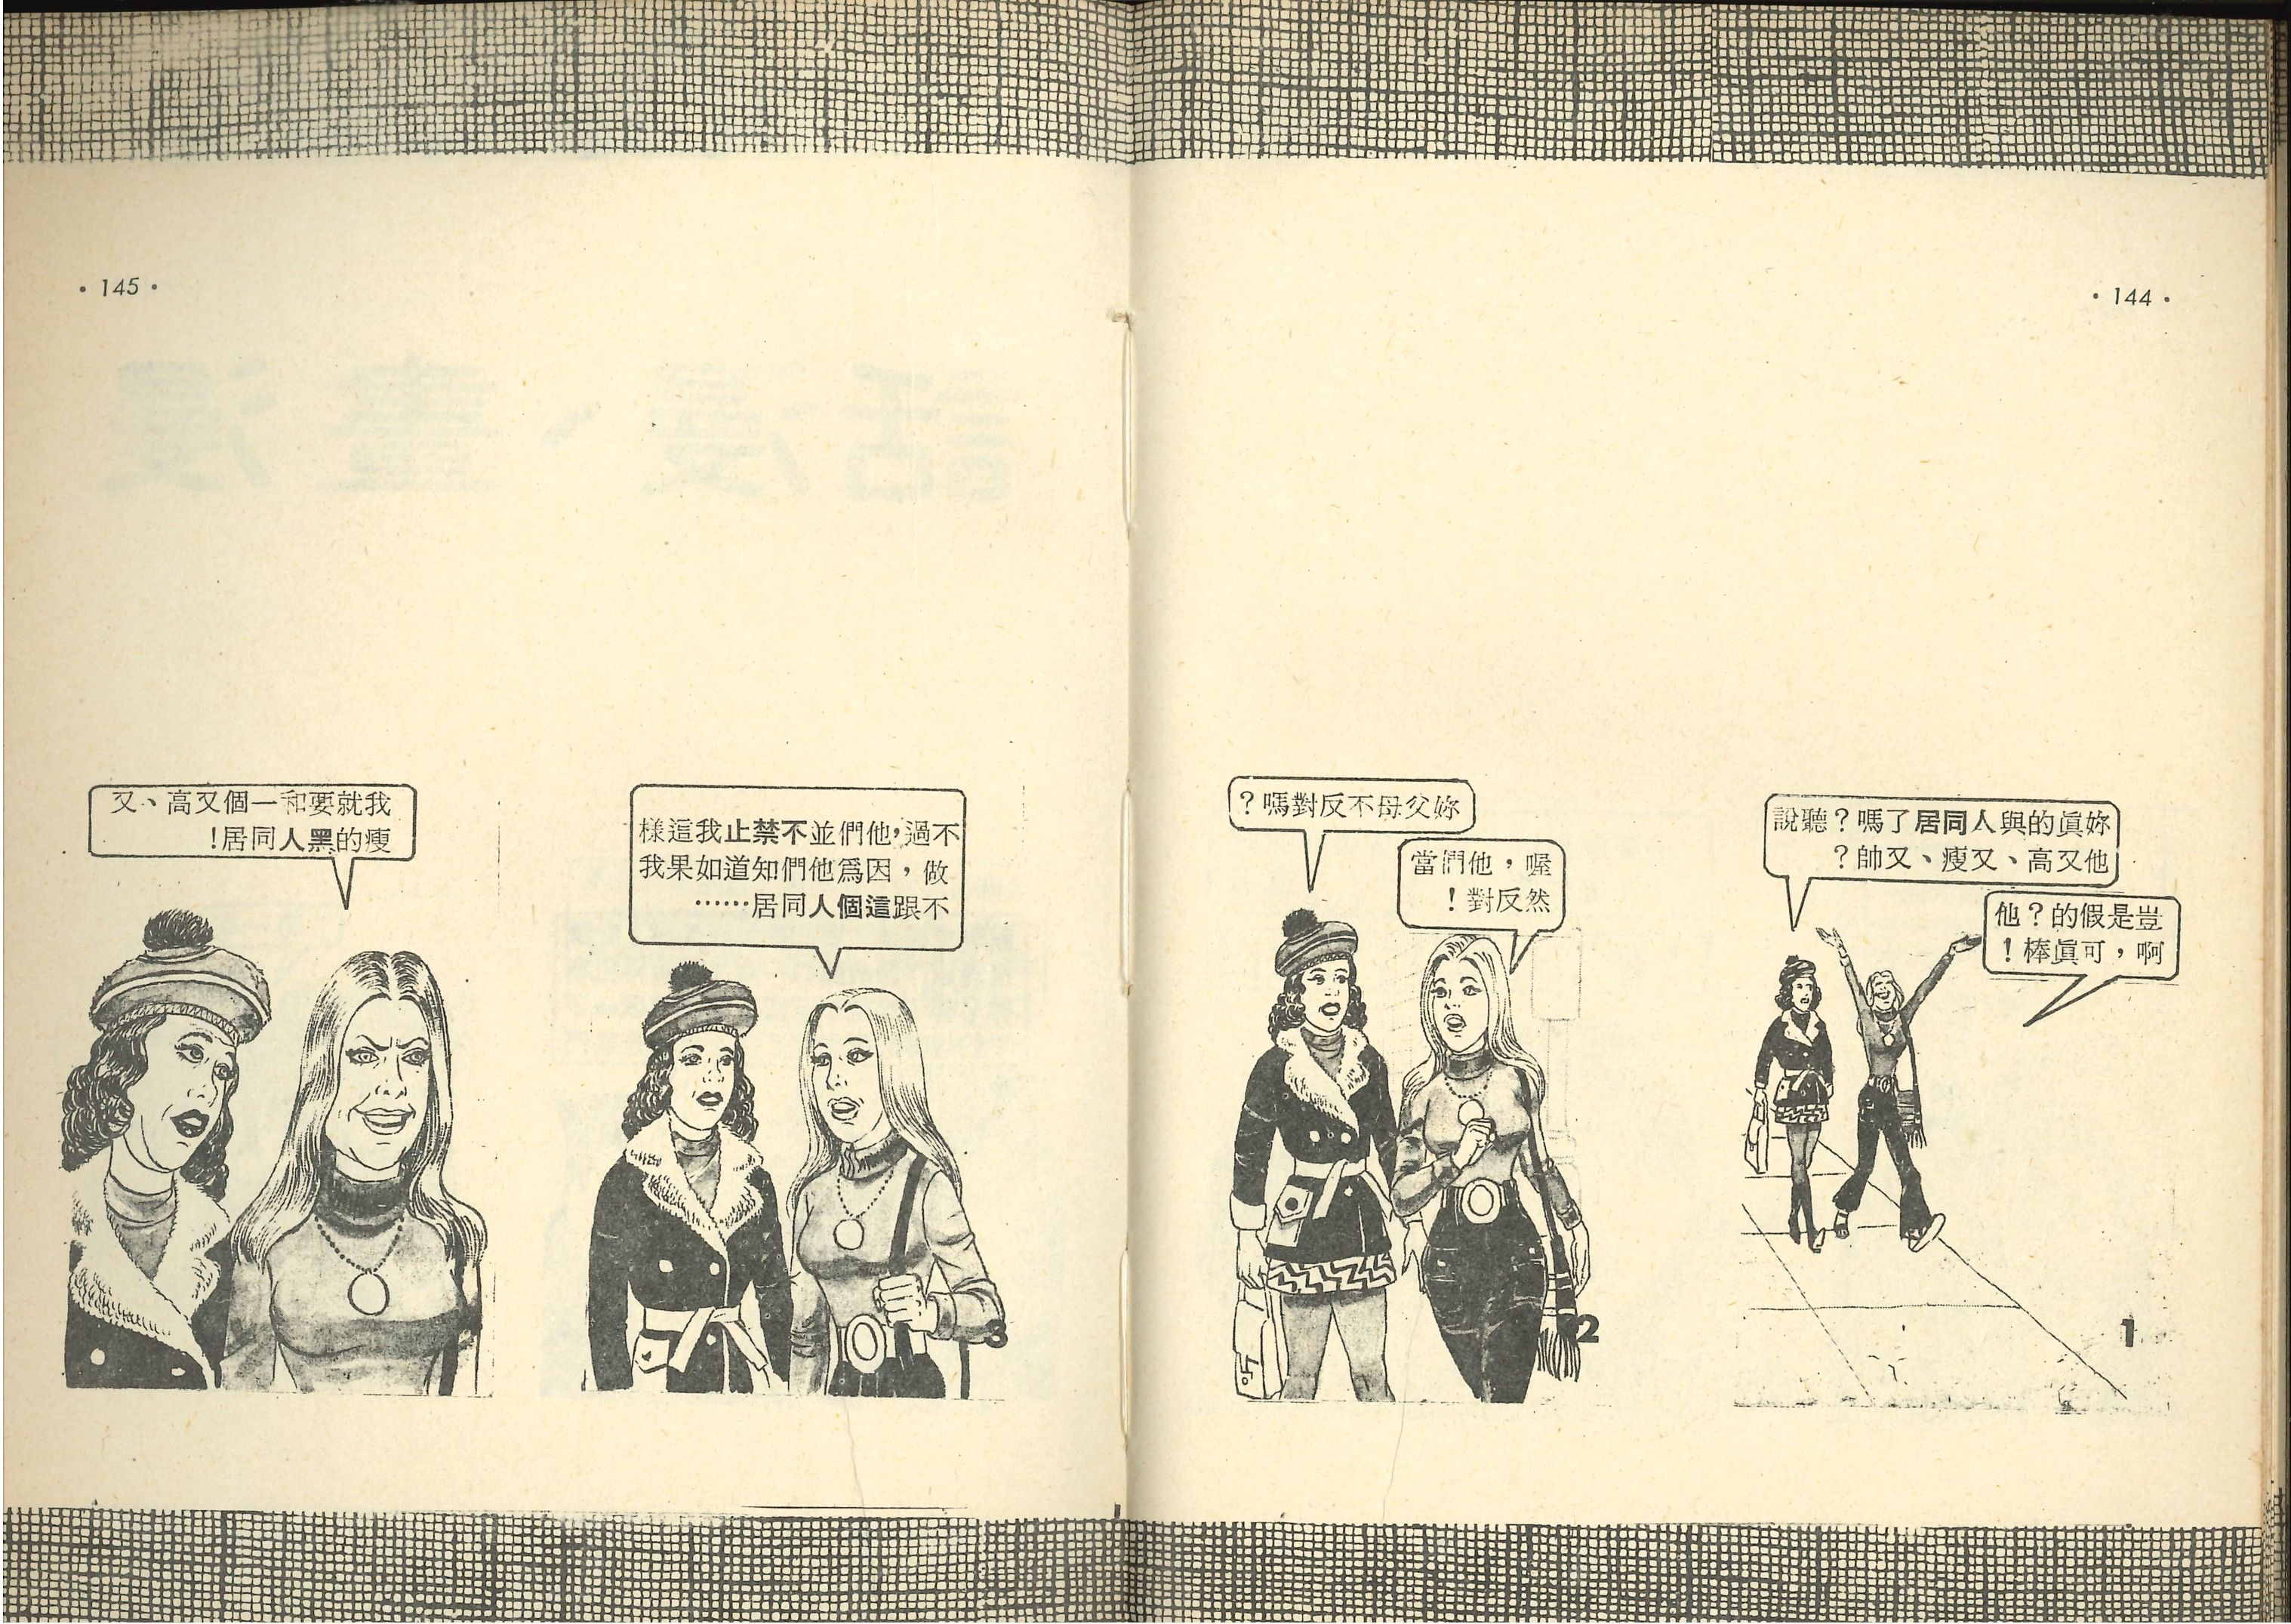 · 144 ·
妳眞的與人同居了嗎？聽說
他又高、又瘦、又帥？
豈是假的？他
啊，可眞棒！
1
妳父母不反對嗎？
喔，他們當
然反對！
2
· 145 ·
不過，他們並不禁止我這樣
做，因爲他們知道如果我
不跟這個人同居……
3
我就要和一個又高、又
瘦的黑人同居！